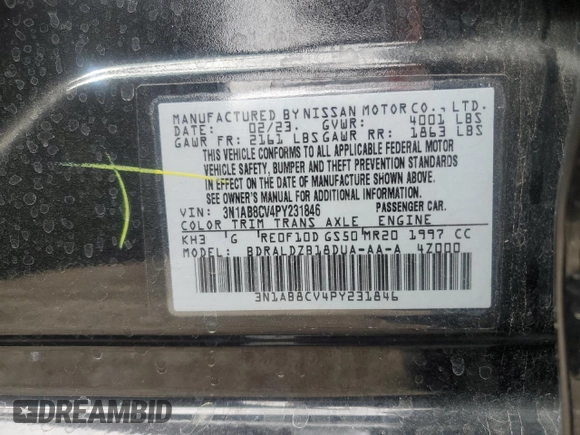 MANUFACTURED BY NISSAN MOTOR CO., LTD.
DATE: 02/23. GVWR: 4001 LBS
GAWR FR: 2161 LBS GAWR RR: 1863 LBS
THIS VEHICLE CONFORMS TO ALL APPLICABLE FEDERAL MOTOR
VEHICLE SAFETY, BUMPER AND THEFT PREVENTION STANDARDS
IN EFFECT ON THE DATE OF MANUFACTURE SHOWN ABOVE.
SEE OWNER'S MANUAL FOR ADDITIONAL INFORMATION.
VIN: 3N1AB8CV4PY231846 PASSENGER CAR.
COLOR TRIM TRANS AXLE ENGINE
KH3 G RE0F10D GS50 MR20 1997 CC
MODEL: BDRALDZB18DUA-AA-A 4Z000
3N1AB8CV4PY231846
DREAMBID